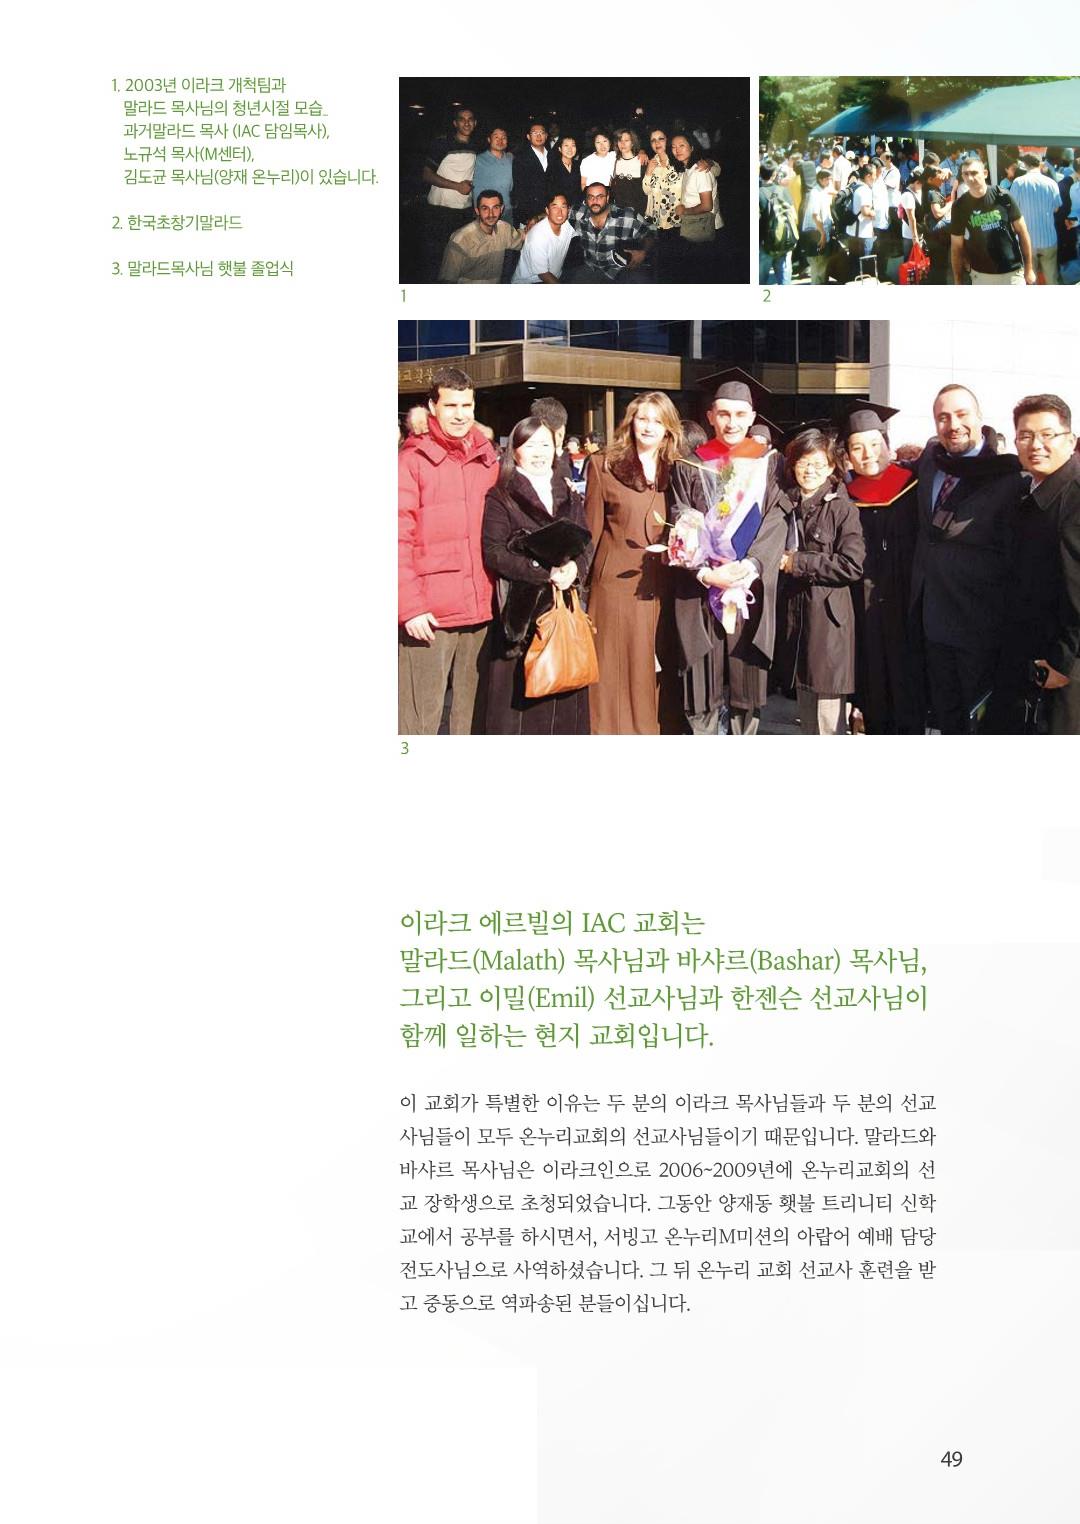 1. 2003년 이라크 개척팀과
말라드 목사님의 청년시절 모습_
과거말라드 목사 (IAC 담임목사),
노규석 목사(M센터),
김도균 목사님(양재 온누리)이 있습니다.
2. 한국초창기말라드
3. 말라드목사님 햇불 졸업식
Jesus
1
2
3
이라크 에르빌의 IAC 교회는
말라드(Malath) 목사님과 바샤르(Bashar) 목사님,
그리고 이밀(Emil) 선교사님과 한젠슨 선교사님이
함께 일하는 현지 교회입니다.
이 교회가 특별한 이유는 두 분의 이라크 목사님들과 두 분의 선교
사님들이 모두 온누리교회의 선교사님들이기 때문입니다. 말라드와
바샤르 목사님은 이라크인으로 2006~2009년에 온누리교회의 선
교 장학생으로 초청되었습니다. 그동안 양재동 횃불 트리니티 신학
교에서 공부를 하시면서, 서빙고 온누리M미션의 아랍어 예배 담당
전도사님으로 사역하셨습니다. 그 뒤 온누리 교회 선교사 훈련을 받
고 중동으로 역파송된 분들이십니다.
49